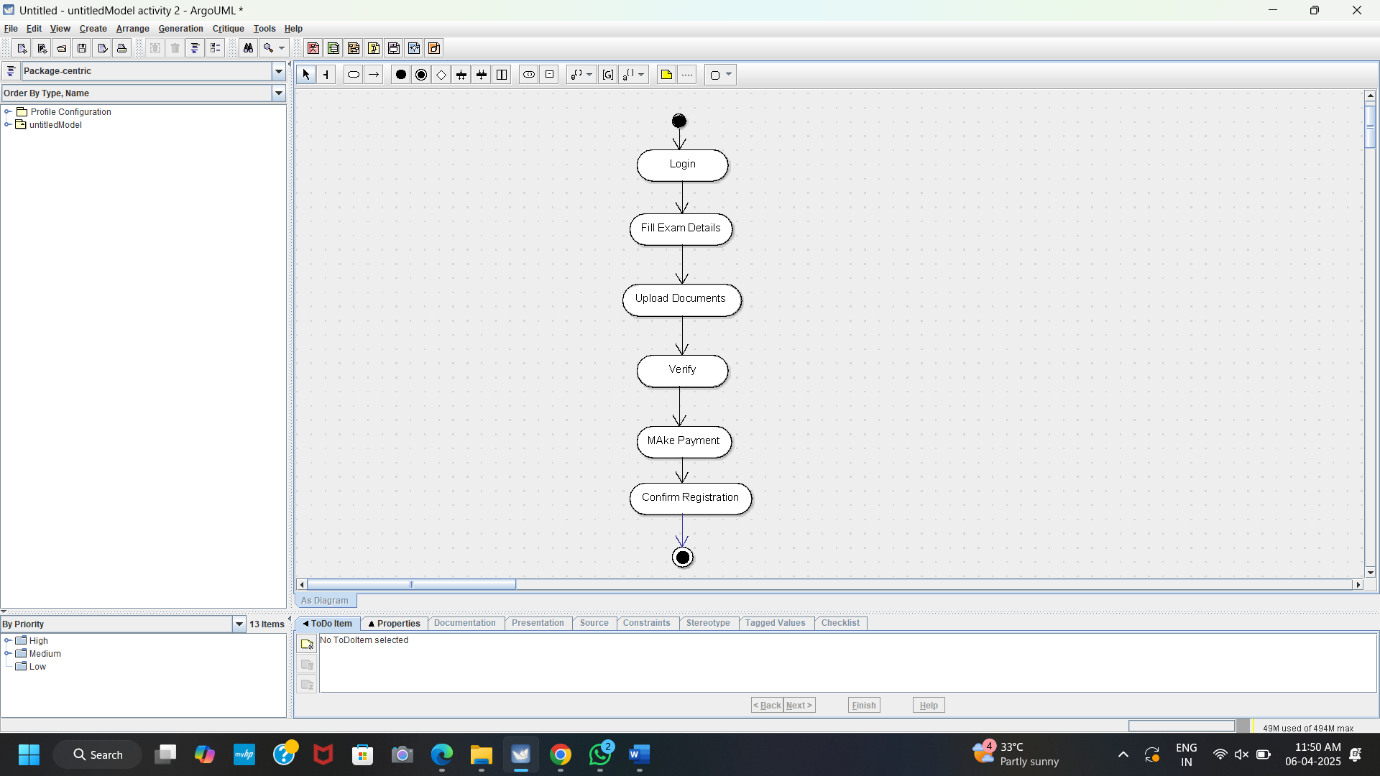 Untitled - untitledModel activity 2 - ArgoUML *
File Edit View Create Arrange Generation Critique Tools Help
Package-centric
Order By Type, Name
Profile Configuration
untitledModel
Login
Fill Exam Details
Upload Documents
Verify
MAke Payment
Confirm Registration
As Diagram
By Priority 13 Items
High
Medium
Low
ToDo Item Properties Documentation Presentation Source Constraints Stereotype Tagged Values Checklist
No ToDoItem selected
< Back Next > Finish Help
49M used of 494M max
Search
myhp
2
4
33°C
Partly sunny
ENG
IN
11:50 AM
06-04-2025